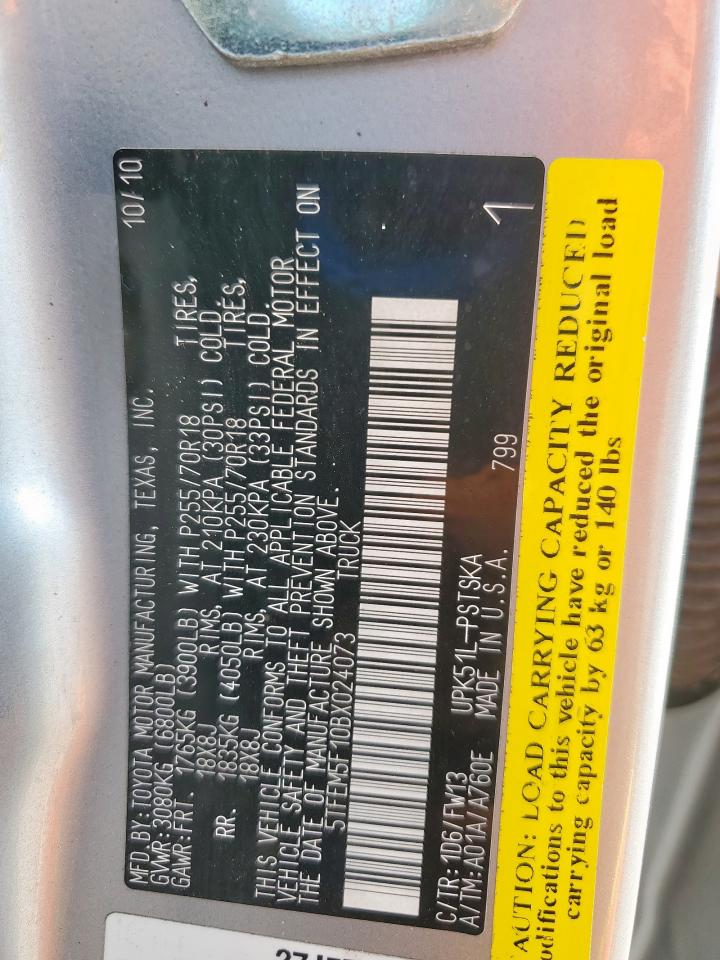 MFD.BY:TOYOTA MOTOR MANUFACTURING, TEXAS, INC. 10/10
GVWR:3080KG (6800LB)
GAWR:FRT. 1765KG (3900LB) WITH P255/70R18 TIRES,
18X8J RIMS, AT 210KPA (30PSI) COLD.
RR. 1835KG (4050LB) WITH P255/70R18 TIRES,
18X8J RIMS, AT 230KPA (33PSI) COLD.
THIS VEHICLE CONFORMS TO ALL APPLICABLE FEDERAL MOTOR
VEHICLE SAFETY AND THEFT PREVENTION STANDARDS IN EFFECT ON
THE DATE OF MANUFACTURE SHOWN ABOVE.
5TFEM5F10BX024073 TRUCK
C/TR:1D6/FW13 UPK51L-PSTSKA 799
A/TM:A01A/A760E MADE IN U.S.A. 1
AUTION: LOAD CARRYING CAPACITY REDUCED
odifications to this vehicle have reduced the original load
carrying capacity by 63 kg or 140 lbs